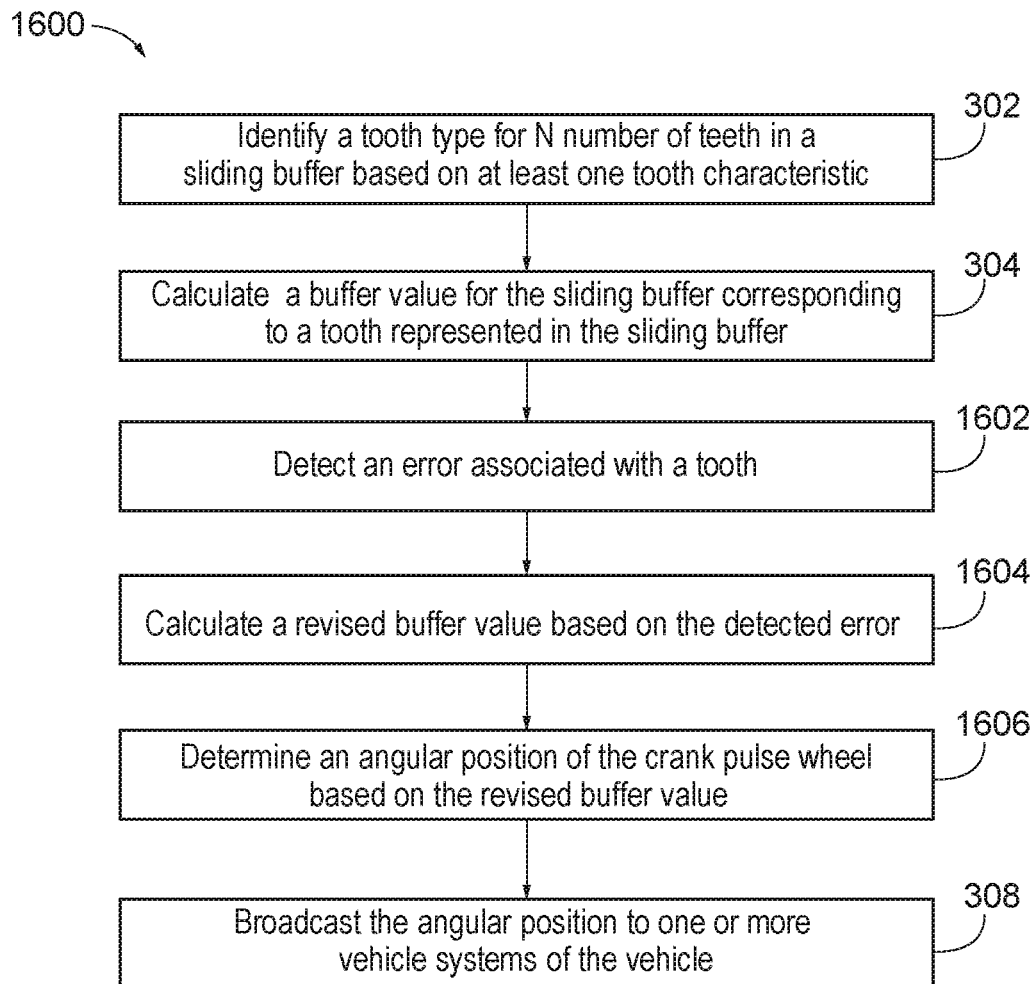 1600
302
Identify a tooth type for N number of teeth in a
sliding buffer based on at least one tooth characteristic
304
Calculate a buffer value for the sliding buffer corresponding
to a tooth represented in the sliding buffer
1602
Detect an error associated with a tooth
1604
Calculate a revised buffer value based on the detected error
1606
Determine an angular position of the crank pulse wheel
based on the revised buffer value
308
Broadcast the angular position to one or more
vehicle systems of the vehicle